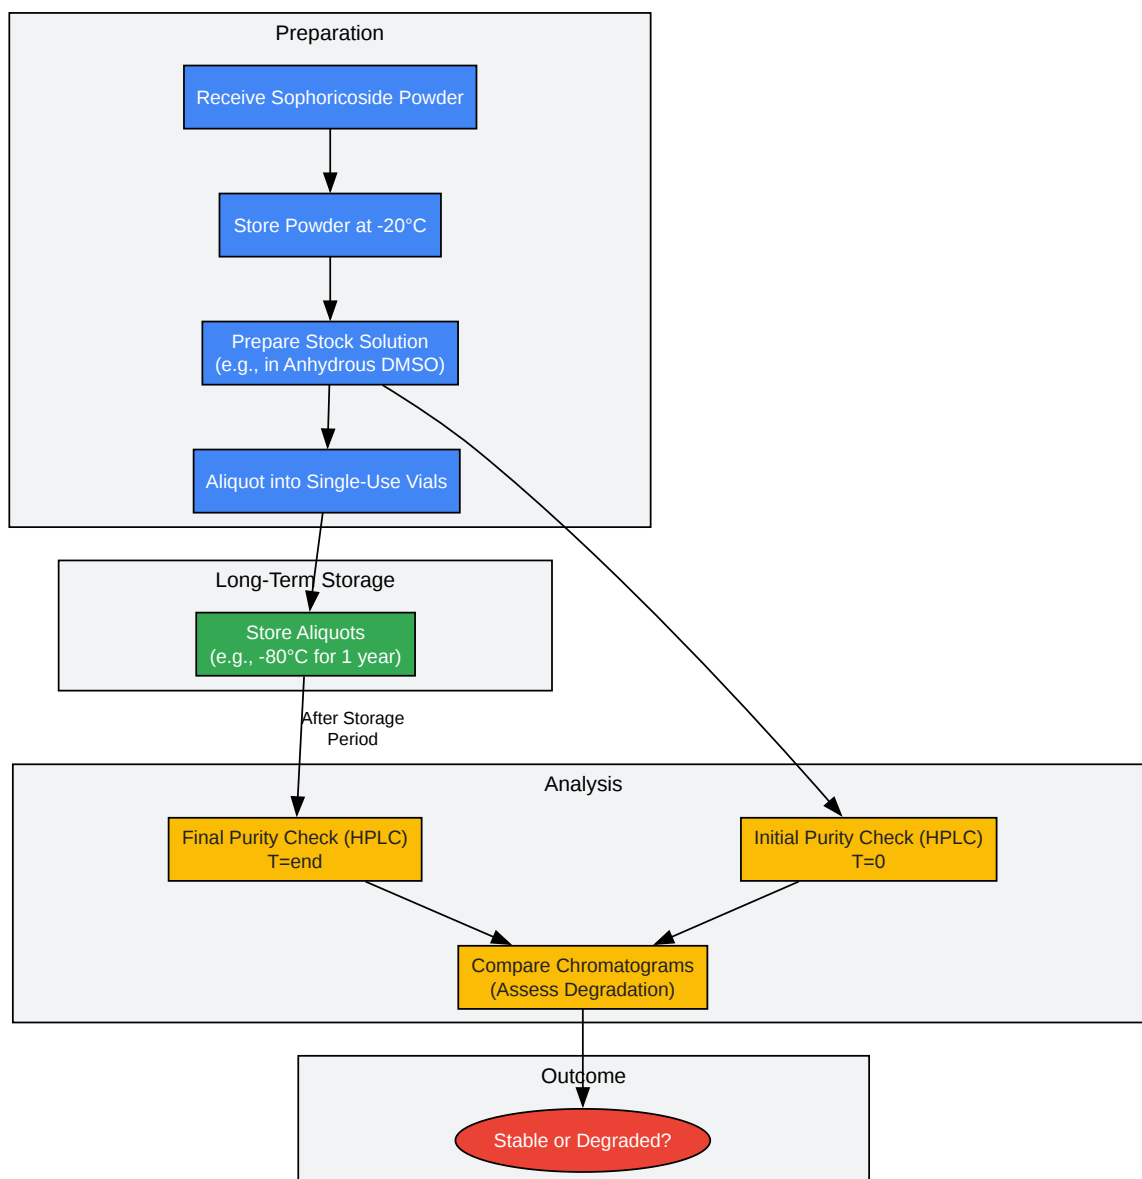 Preparation
Receive Sophoricoside Powder
Store Powder at -20°C
Prepare Stock Solution
(e.g., in Anhydrous DMSO)
Aliquot into Single-Use Vials
Long-Term Storage
Store Aliquots
(e.g., -80°C for 1 year)
After Storage
Period
Analysis
Final Purity Check (HPLC)
T=end
Initial Purity Check (HPLC)
T=0
Compare Chromatograms
(Assess Degradation)
Outcome
Stable or Degraded?